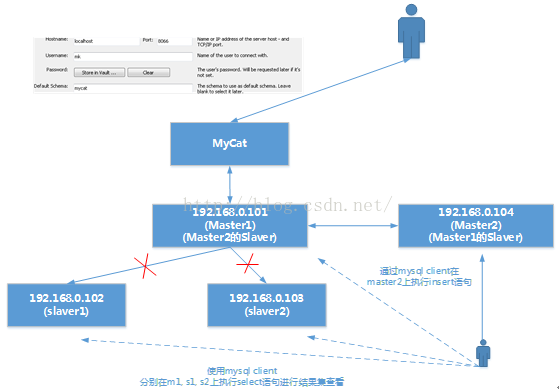 Hostname: localhost Port: 8066 Name or IP address of the server host - and
TCP/IP port.
Username: mk Name of the user to connect with.
Password: Store in Vault ... Clear The user's password. Will be requested later if it's
not set.
Default Schema: mycat The schema to use as default schema. Leave
blank to select it later.
MyCat
http://blog.csdn.net/
192.168.0.101
(Master1)
(Master2的Slaver)
192.168.0.104
(Master2)
(Master1的Slaver)
通过mysql client在
master2上执行insert语句
192.168.0.102
(slaver1)
192.168.0.103
(slaver2)
使用mysql client
分别在m1, s1, s2上执行select语句进行结果集查看